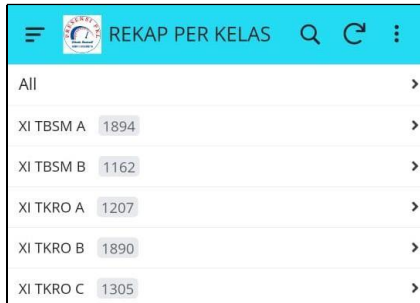 REKAP PER KELAS
All
XI TBSM A 1894
XI TBSM B 1162
XI TKRO A 1207
XI TKRO B 1890
XI TKRO C 1305